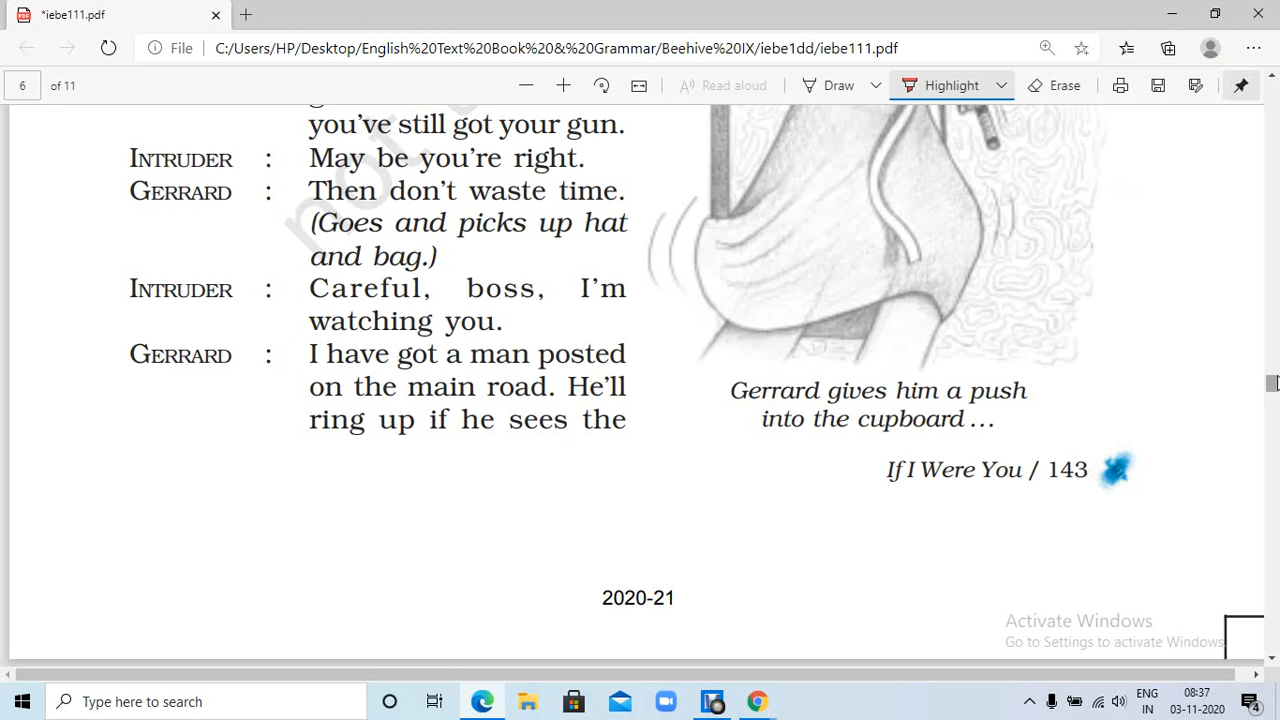 *iebe111.pdf
File C:/Users/HP/Desktop/English%20Text%20Book%20&%20Grammar/Beehive%20IX/iebe1dd/iebe111.pdf
6 of 11 Read aloud Draw Highlight Erase
you've still got your gun.
INTRUDER : May be you're right.
GERRARD : Then don't waste time.
(Goes and picks up hat
and bag.)
INTRUDER : Careful, boss, I'm
watching you.
GERRARD : I have got a man posted
on the main road. He'll
ring up if he sees the
not
Gerrard gives him a push
into the cupboard ...
If I Were You / 143
2020-21
Activate Windows
Go to Settings to activate Windows.
Type here to search
ENG
IN
08:37
03-11-2020
4